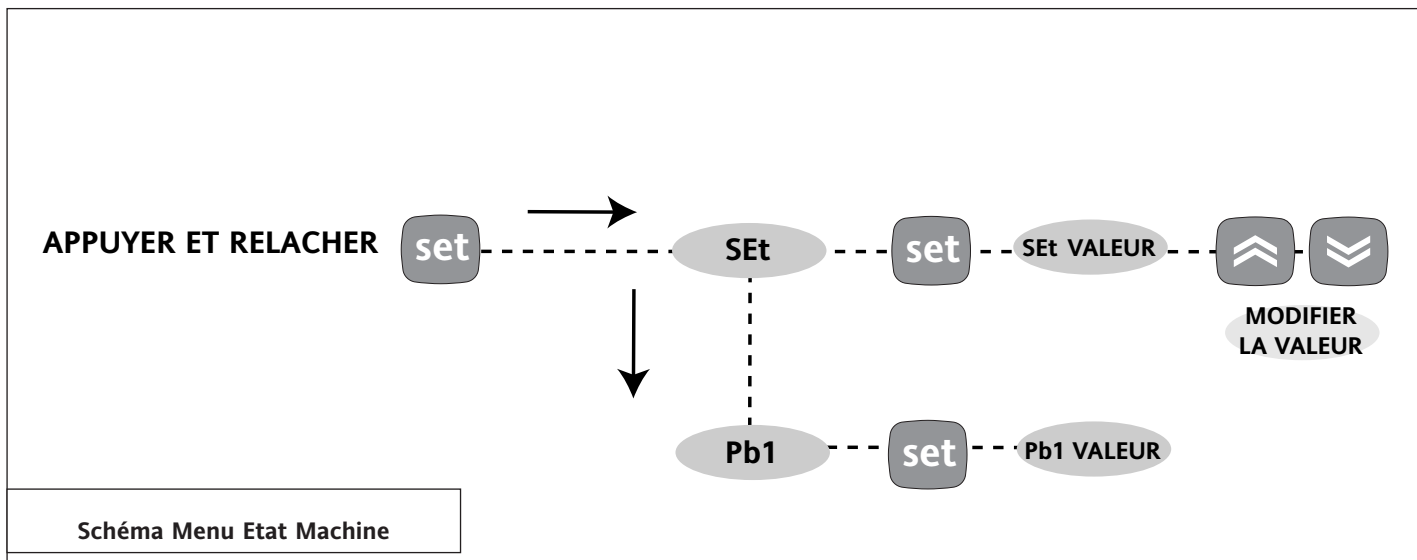 APPUYER ET RELACHER set SEt set SEt VALEUR
MODIFIER
LA VALEUR
Pb1 set Pb1 VALEUR
Schéma Menu Etat Machine